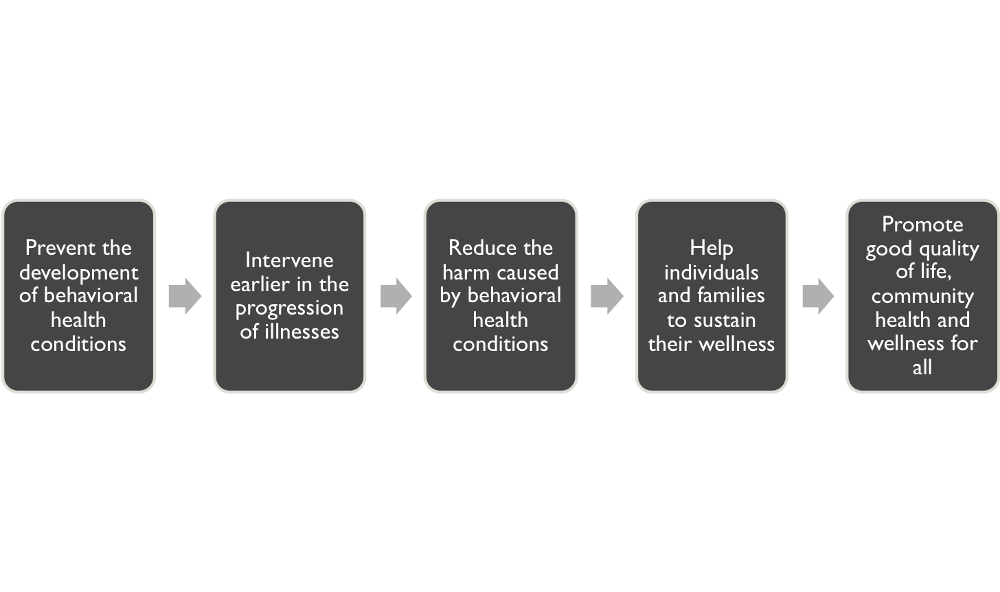 Prevent the
development
of behavioral
health
conditions
Intervene
earlier in the
progression
of illnesses
Reduce the
harm caused
by behavioral
health
conditions
Help
individuals
and families
to sustain
their wellness
Promote
good quality
of life,
community
health and
wellness for
all